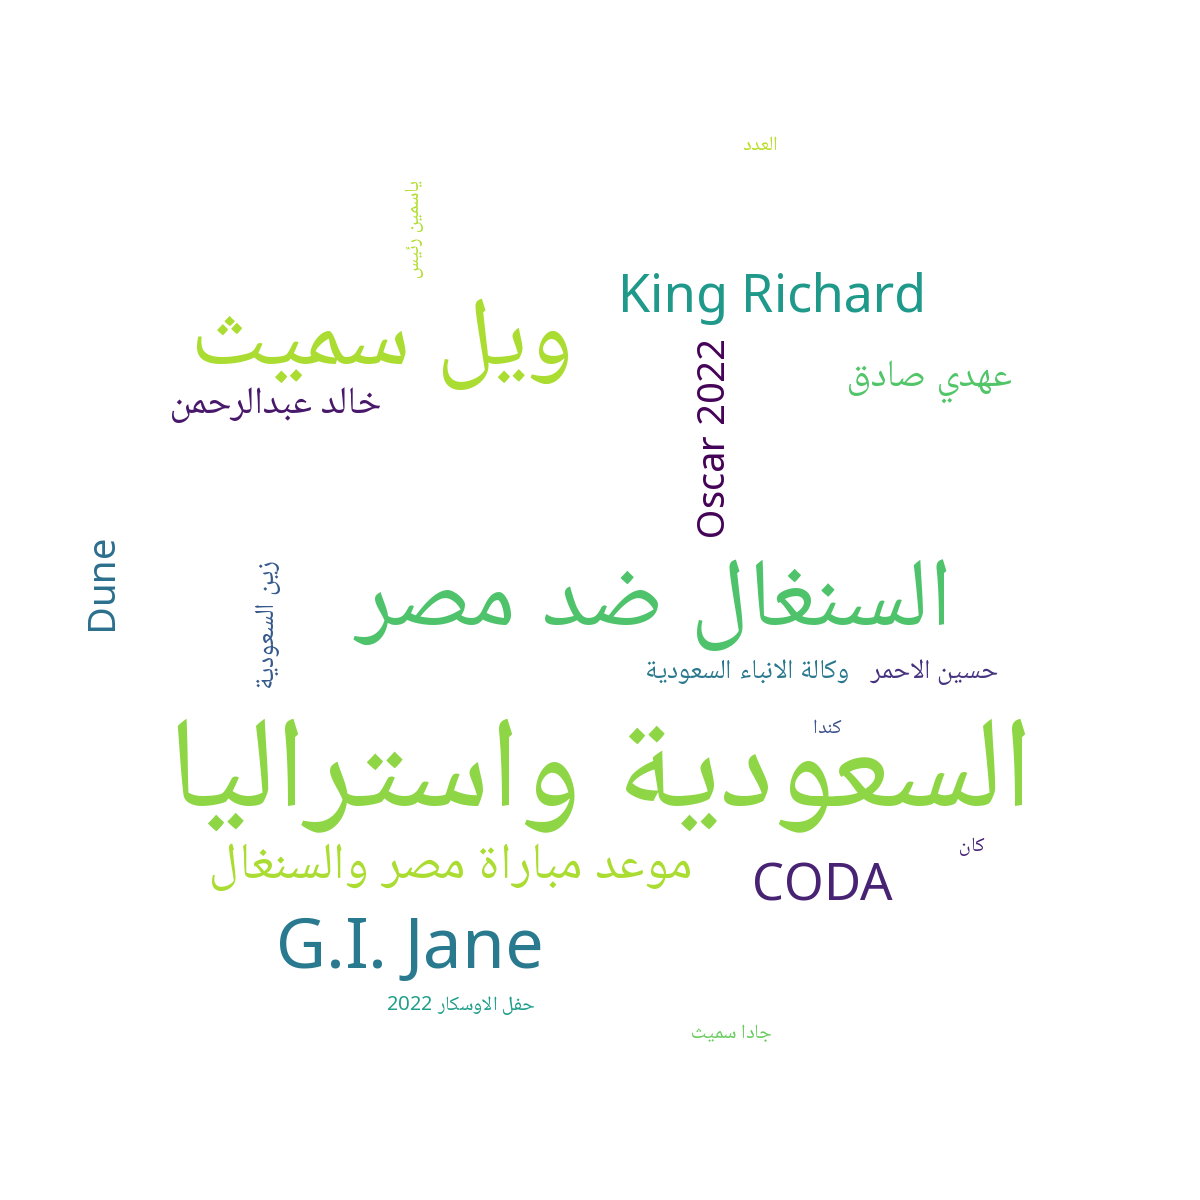 العدد
ياسمين رئيس
King Richard
ويل سميث
Oscar 2022
عهدي صادق
خالد عبدالرحمن
Dune
زين السعودية
السنغال ضد مصر
حسين الاحمر
وكالة الانباء السعودية
كندا
السعودية واستراليا
كان
موعد مباراة مصر والسنغال
CODA
G.I. Jane
حفل الاوسكار 2022
جادا سميث